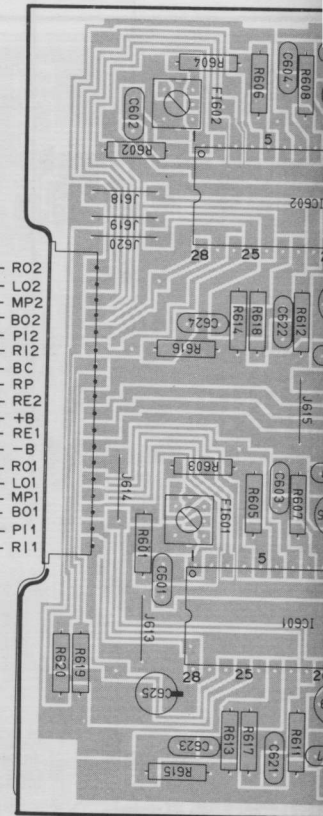 R604
C604
R606
R608
FI602
C602
R602
I
5
J618
J619
J620
IC602
28
25
RO2
LO2
MP2
BO2
PI2
RI2
BC
RP
RE2
+B
RE1
-B
RO1
LO1
MP1
BO1
PI1
RI1
C624
R614
R618
C622
R612
R616
J615
R603
J614
FI601
R605
C603
R607
R601
C601
I
5
J613
IC601
28
25
R620
R619
C625
C623
R613
R617
C621
R611
R615